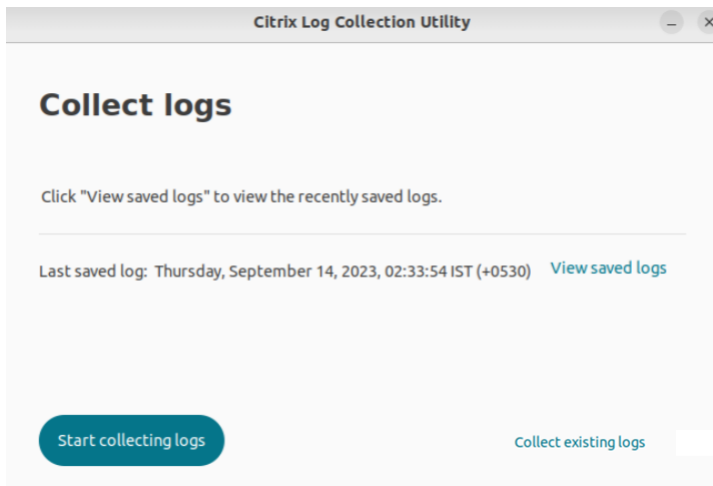 Citrix Log Collection Utility
Collect logs
Click "View saved logs" to view the recently saved logs.
Last saved log: Thursday, September 14, 2023, 02:33:54 IST (+0530) View saved logs
Start collecting logs Collect existing logs